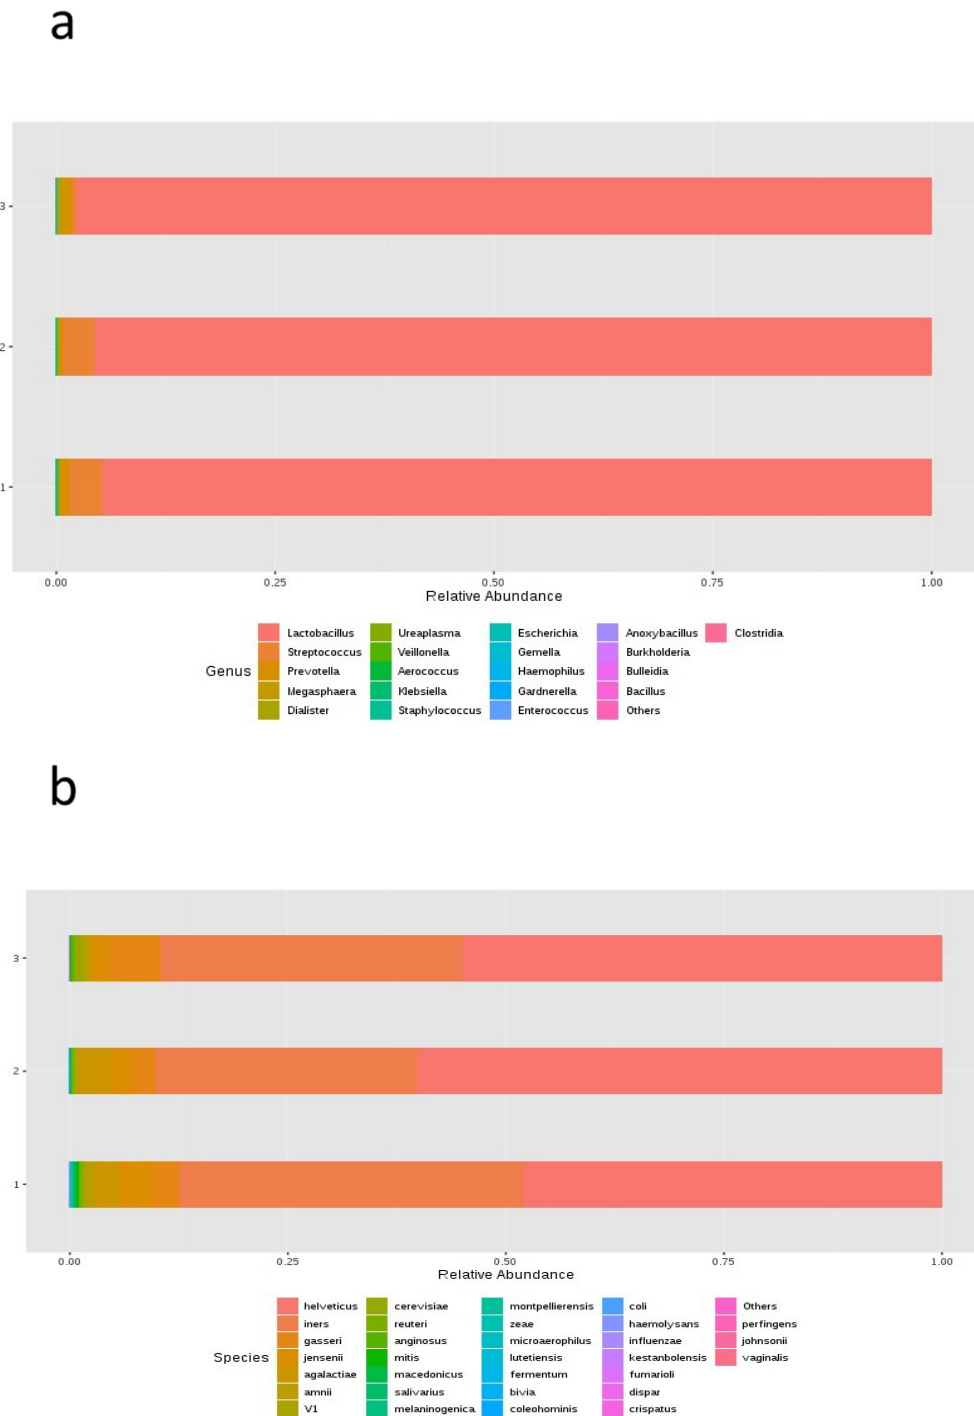 a
3
2
1
0.00 0.25 0.50 0.75 1.00
Relative Abundance
Lactobacillus Ureaplasma Escherichia Anoxybacillus Clostridia
Streptococcus Veillonella Gemella Burkholderia
Genus Prevotella Aerococcus Haemophilus Bulleidia
Megasphaera Klebsiella Gardnerella Bacillus
Dialister Staphylococcus Enterococcus Others
b
3
2
1
0.00 0.25 0.50 0.75 1.00
Relative Abundance
helveticus cerevisiae montpellierensis coli Others
iners reuteri zeae haemolysans perfingens
gasseri anginosus microaerophilus influenzae johnsonii
Species jensenii mitis lutetiensis kestanbolensis vaginalis
agalactiae macedonicus fermentum fumarioli
amnii salivarius bivia dispar
V1 melaninogenica coleohominis crispatus